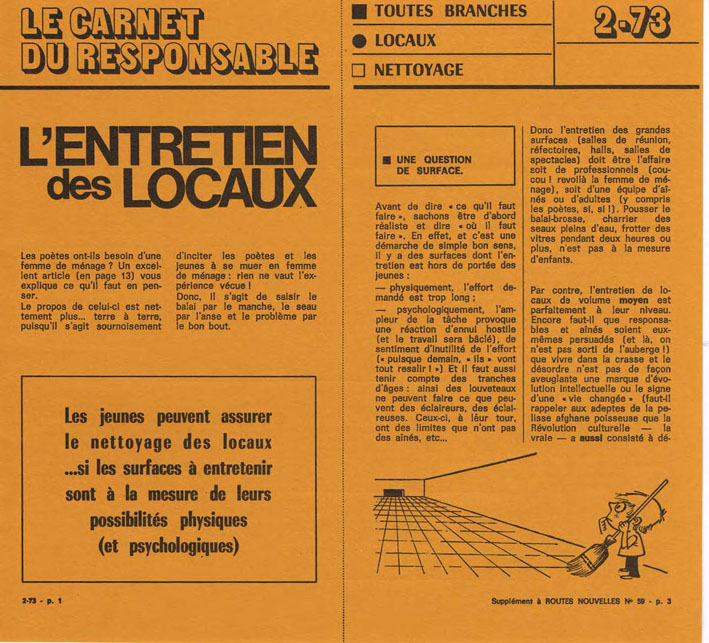 LE CARNET
DU RESPONSABLE
L'ENTRETIEN
des LOCAUX
Les poètes ont-ils besoin d'une
femme de ménage ? Un excel-
lent article (en page 13) vous
explique ce qu'il faut en pen-
ser.
Le propos de celui-ci est net-
tement plus... terre à terre,
puisqu'il s'agit sournoisement
d'inciter les poètes et les
jeunes à se muer en femme
de ménage : rien ne vaut l'ex-
périence vécue !
Donc, il s'agit de saisir le
balai par le manche, le seau
par l'anse et le problème par
le bon bout.
Les jeunes peuvent assurer
le nettoyage des locaux
...si les surfaces à entretenir
sont à la mesure de leurs
possibilités physiques
(et psychologiques)
2-73 - p. 1
TOUTES BRANCHES
LOCAUX
NETTOYAGE
2-73
UNE QUESTION
DE SURFACE.
Avant de dire « ce qu'il faut
faire », sachons être d'abord
réaliste et dire « où il faut
faire ». En effet, et c'est une
démarche de simple bon sens,
il y a des surfaces dont l'en-
tretien est hors de portée des
jeunes :
— physiquement, l'effort de-
mandé est trop long ;
— psychologiquement, l'am-
pleur de la tâche provoque
une réaction d'ennui hostile
(et le travail sera bâclé), de
sentiment d'inutilité de l'effort
(« puisque demain, « ils » vont
tout resalir ! ») Et il faut aussi
tenir compte des tranches
d'âges : ainsi des louveteaux
ne peuvent faire ce que peu-
vent des éclaireurs, des éclai-
reuses. Ceux-ci, à leur tour,
ont des limites que n'ont pas
des aînés, etc...
Donc l'entretien des grandes
surfaces (salles de réunion,
réfectoires, halls, salles de
spectacles) doit être l'affaire
soit de professionnels (cou-
cou ! revoilà la femme de mé-
nage), soit d'une équipe d'aî-
nés ou d'adultes (y compris
les poètes, si, si !). Pousser le
balai-brosse, charrier des
seaux pleins d'eau, frotter des
vitres pendant deux heures ou
plus, n'est pas à la mesure
d'enfants.
Par contre, l'entretien de lo-
caux de volume moyen est
parfaitement à leur niveau.
Encore faut-il que responsa-
bles et aînés soient eux-
mêmes persuadés (et là, on
n'est pas sorti de l'auberge !)
que vivre dans la crasse et le
désordre n'est pas de façon
aveuglante une marque d'évo-
lution intellectuelle ou le signe
d'une « vie changée » (faut-il
rappeler aux adeptes de la pe-
lisse afghane poisseuse que la
Révolution culturelle — la
vraie — a aussi consisté à dé-
Supplément à ROUTES NOUVELLES N° 59 - p. 3